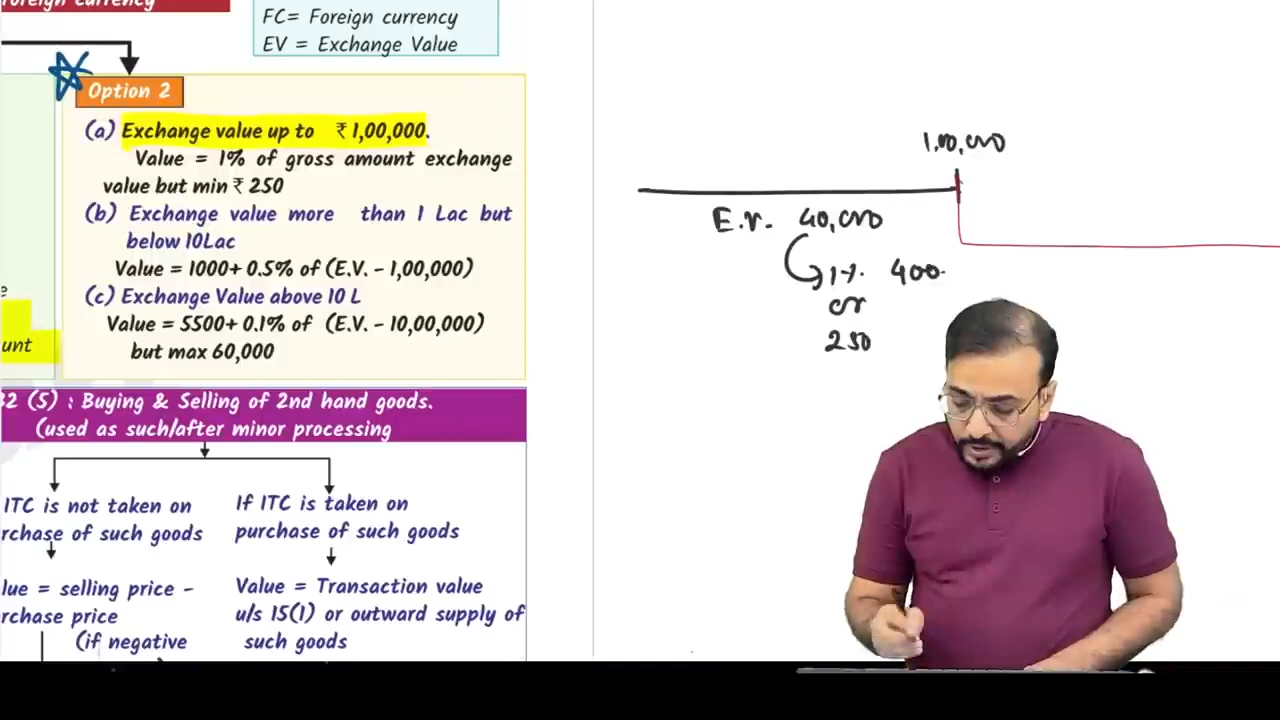 foreign currency
FC= Foreign currency
EV = Exchange Value
Option 2
(a) Exchange value up to ₹ 1,00,000.
Value = 1% of gross amount exchange
value but min ₹ 250
(b) Exchange value more than 1 Lac but
below 10Lac
Value = 1000+ 0.5% of (E.V. - 1,00,000)
(c) Exchange Value above 10 L
Value = 5500+ 0.1% of (E.V. - 10,00,000)
but max 60,000
e
unt
32 (5) : Buying & Selling of 2nd hand goods.
(used as such/after minor processing
ITC is not taken on
rchase of such goods
lue = selling price -
rchase price
(if negative
If ITC is taken on
purchase of such goods
Value = Transaction value
u/s 15(1) or outward supply of
such goods
1,00,000
E.V. 40,000
1% 400
or
250